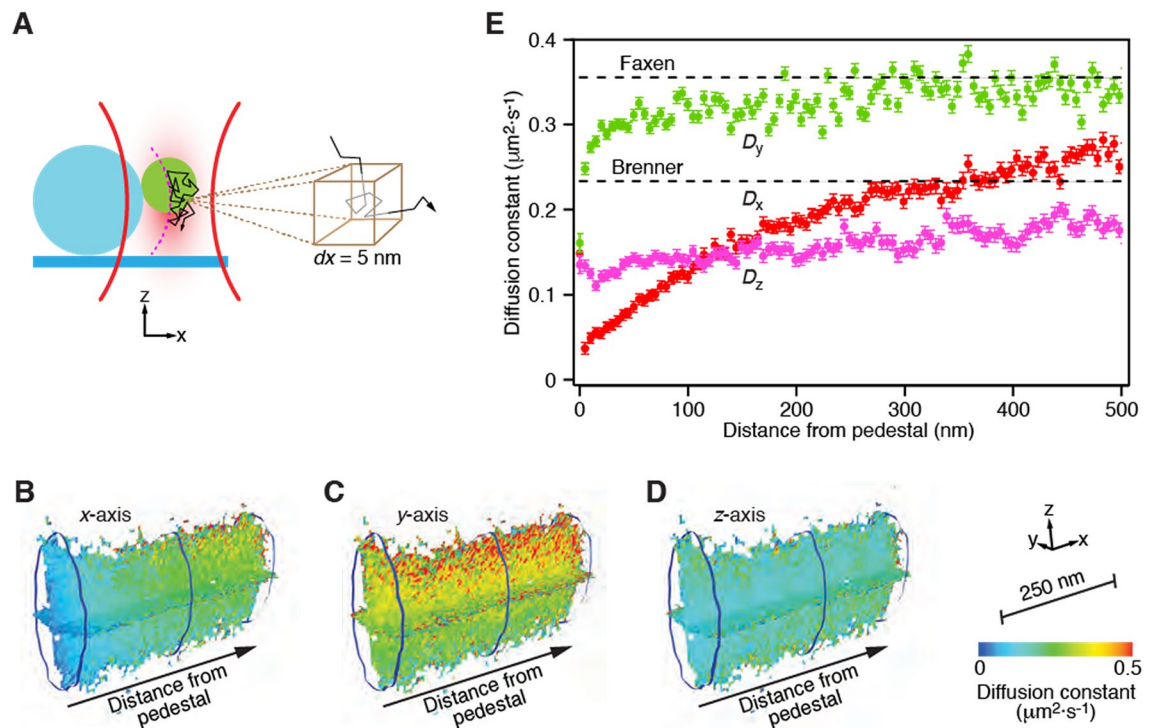 A
z
x
dx = 5 nm
E
Diffusion constant (μm²·s⁻¹)
0.4
0.3
0.2
0.1
0
Faxen
Brenner
Dy
Dx
Dz
0 100 200 300 400 500
Distance from pedestal (nm)
B
x-axis
Distance from
pedestal
C
y-axis
Distance from
pedestal
D
z-axis
Distance from
pedestal
z
y x
250 nm
0 0.5
Diffusion constant
(μm²·s⁻¹)